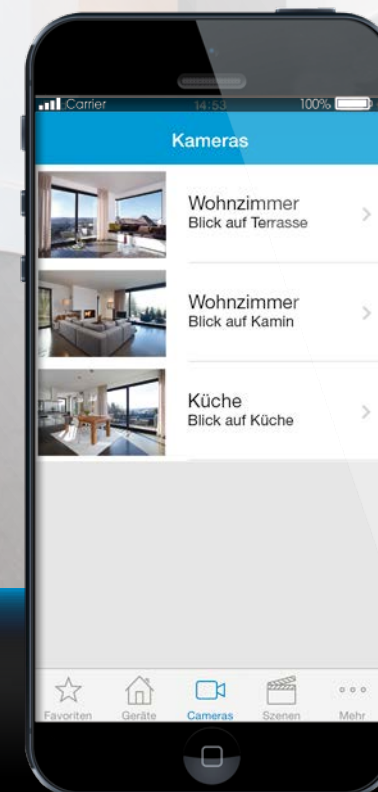 Carrier 14:53 100%
Kameras
Wohnzimmer
Blick auf Terrasse
Wohnzimmer
Blick auf Kamin
Küche
Blick auf Küche
Favoriten Geräte Cameras Szenen Mehr